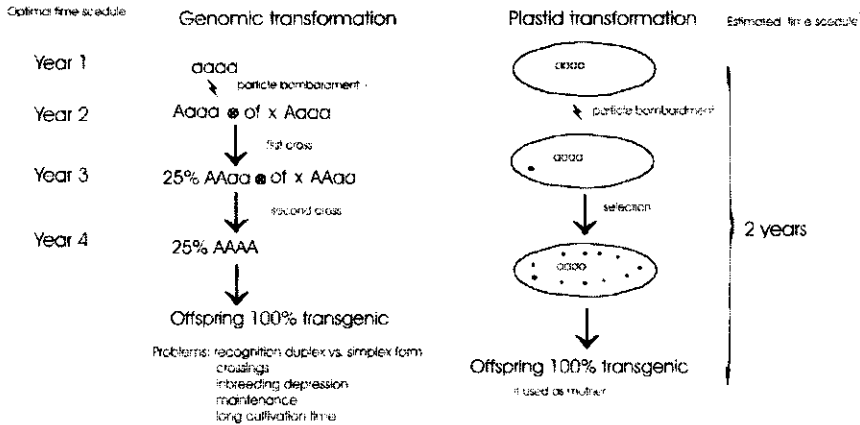 Optimal time scedule
Genomic transformation
Plastid transformation
Estimated time scedule
Year 1
aaaa
particle bombarament
Year 2
Aaaa ⊗ of x Aaaa
first cross
Year 3
25% AAaa ⊗ of x AAaa
second cross
Year 4
25% AAAA
Offspring 100% transgenic
Problems: recognition duplex vs. simplex form
crossings
inbreeding depression
maintenance
long cultivation time
aaaa
particle bombardment
aaaa
selection
aaaa
Offspring 100% transgenic
if used as mother
2 years